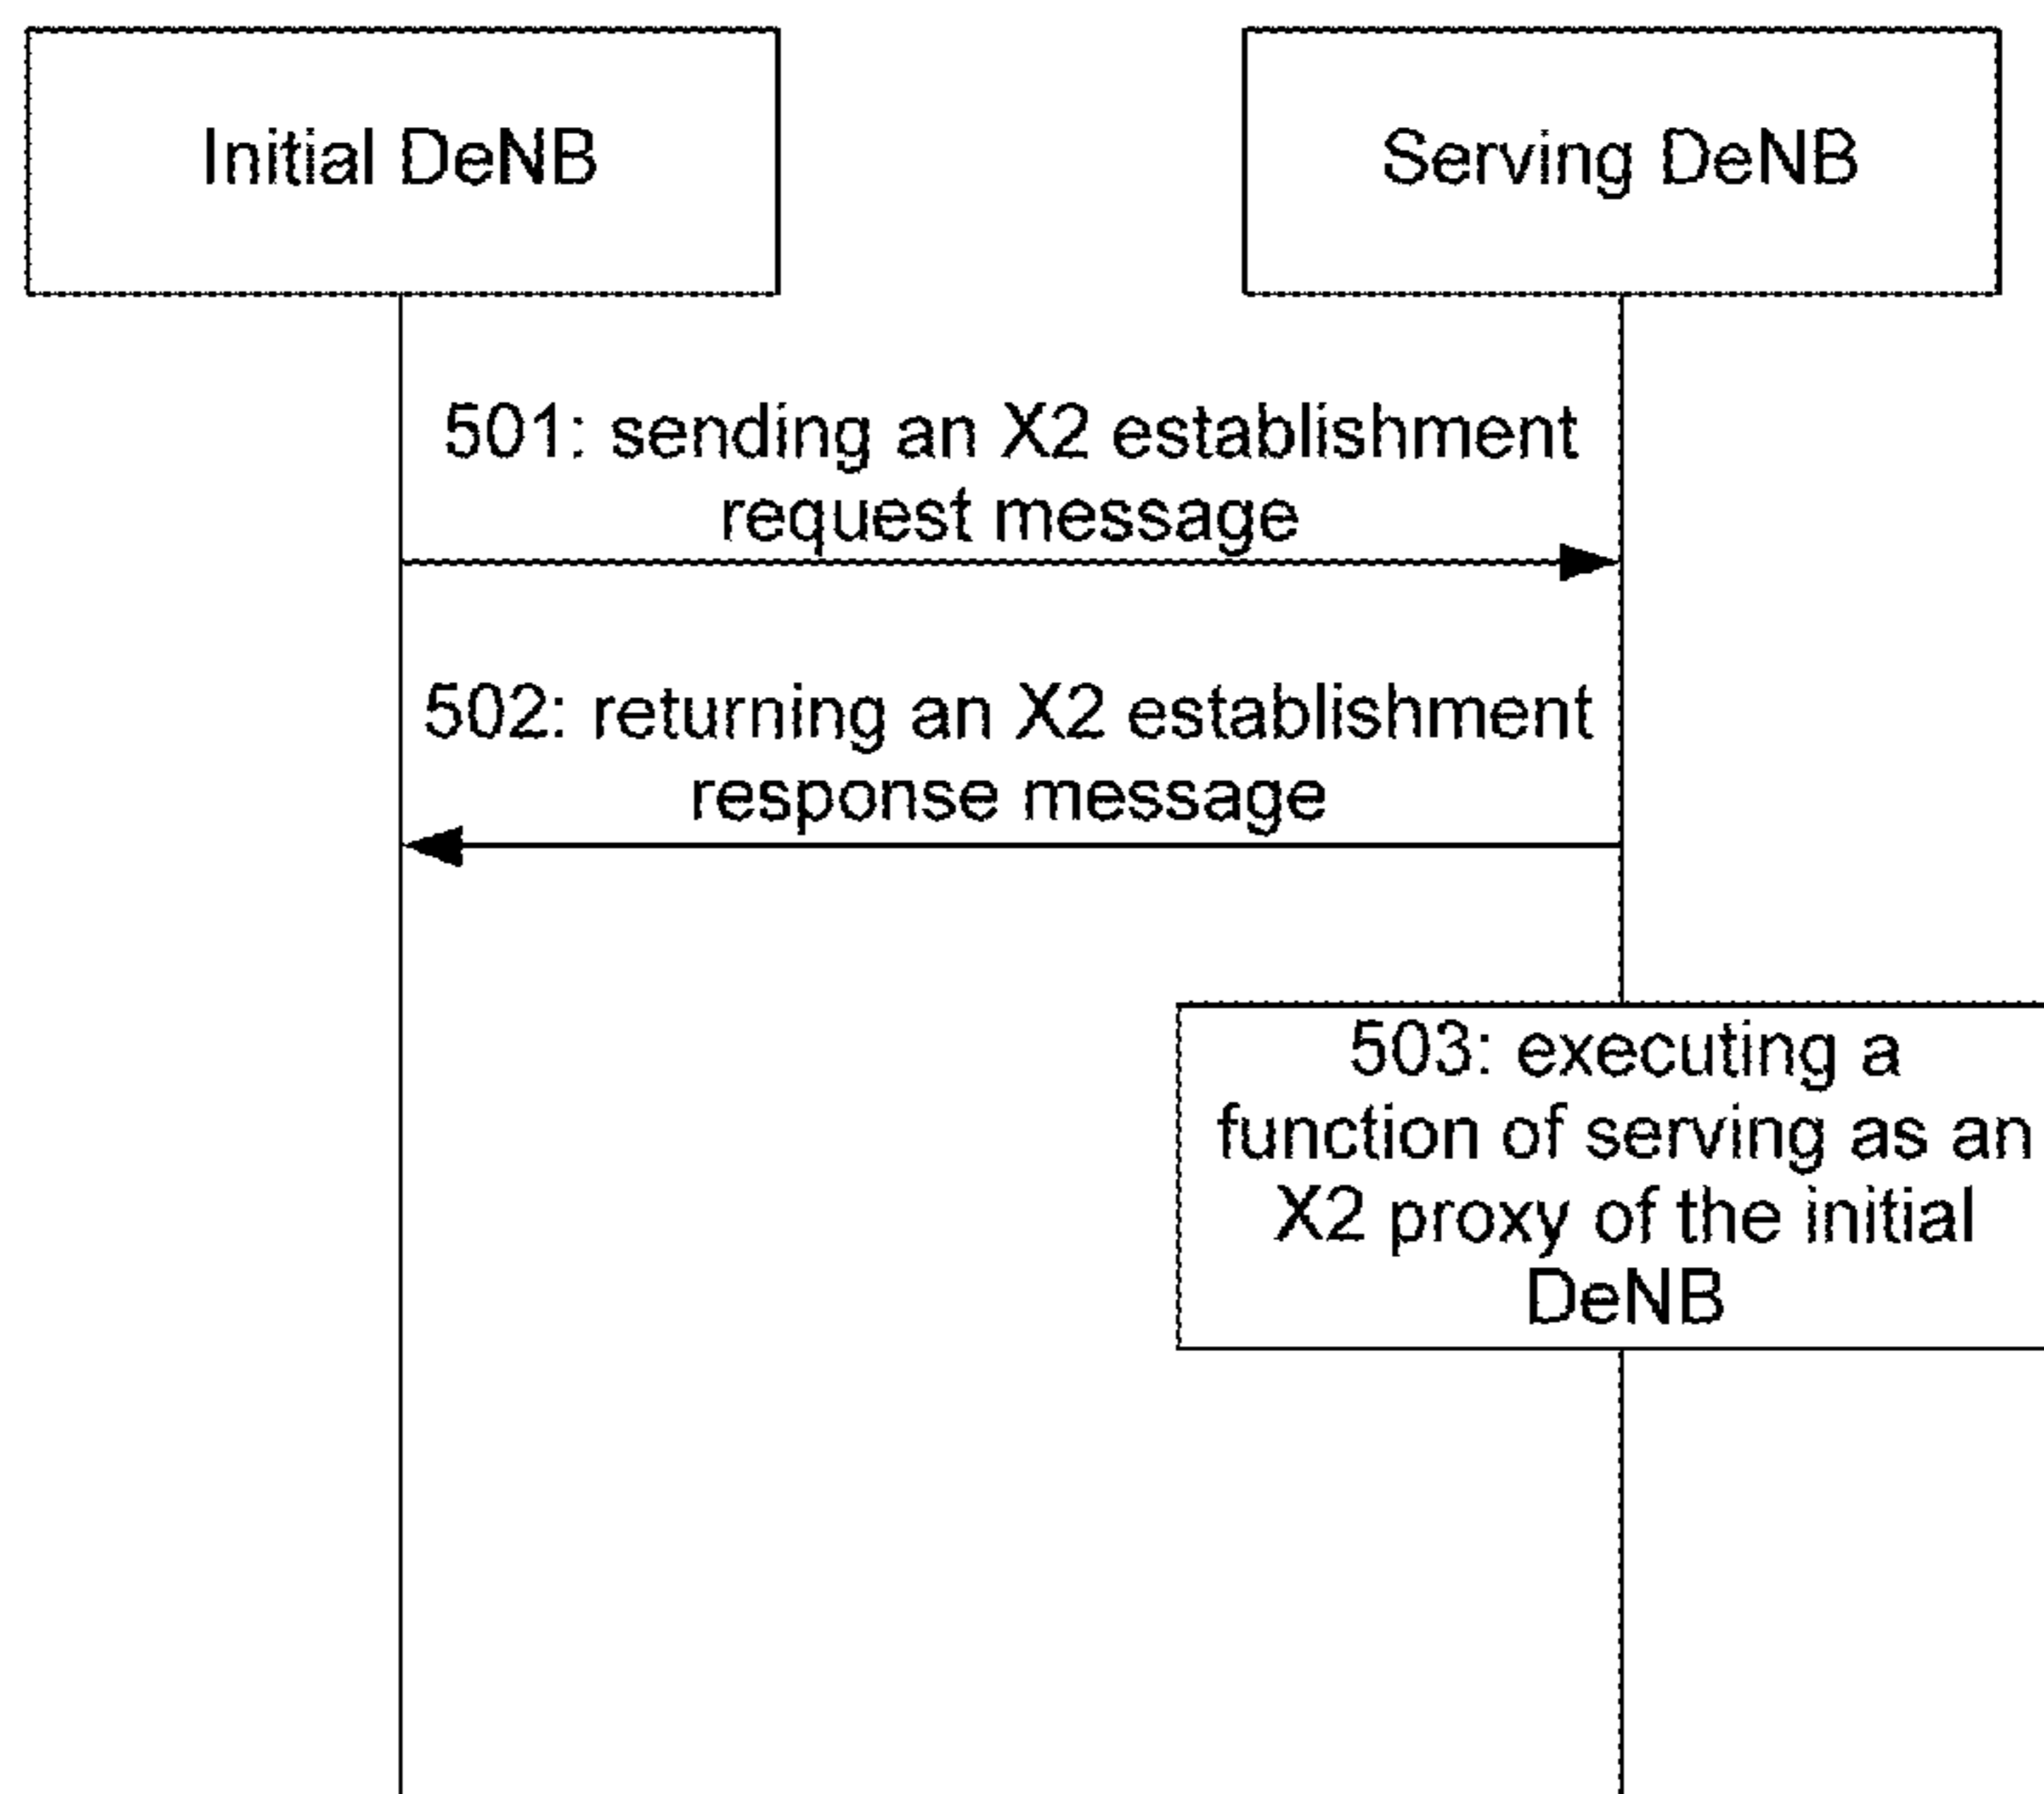 Initial DeNB
Serving DeNB
501: sending an X2 establishment
request message
502: returning an X2 establishment
response message
503: executing a
function of serving as an
X2 proxy of the initial
DeNB